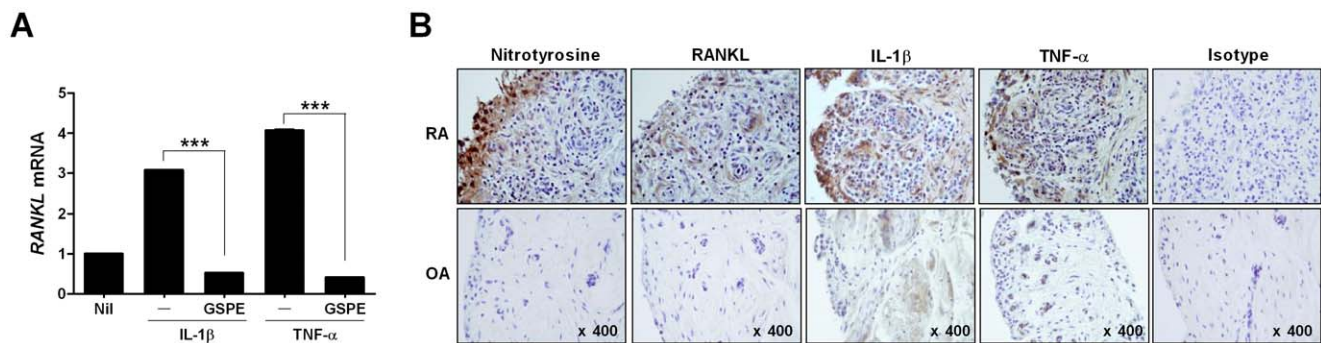 A
RANKL mRNA
5
4
3
2
1
0
***
***
Nil
—
GSPE
—
GSPE
IL-1β
TNF-α
B
Nitrotyrosine
RANKL
IL-1β
TNF-α
Isotype
RA
OA
x 400
x 400
x 400
x 400
x 400